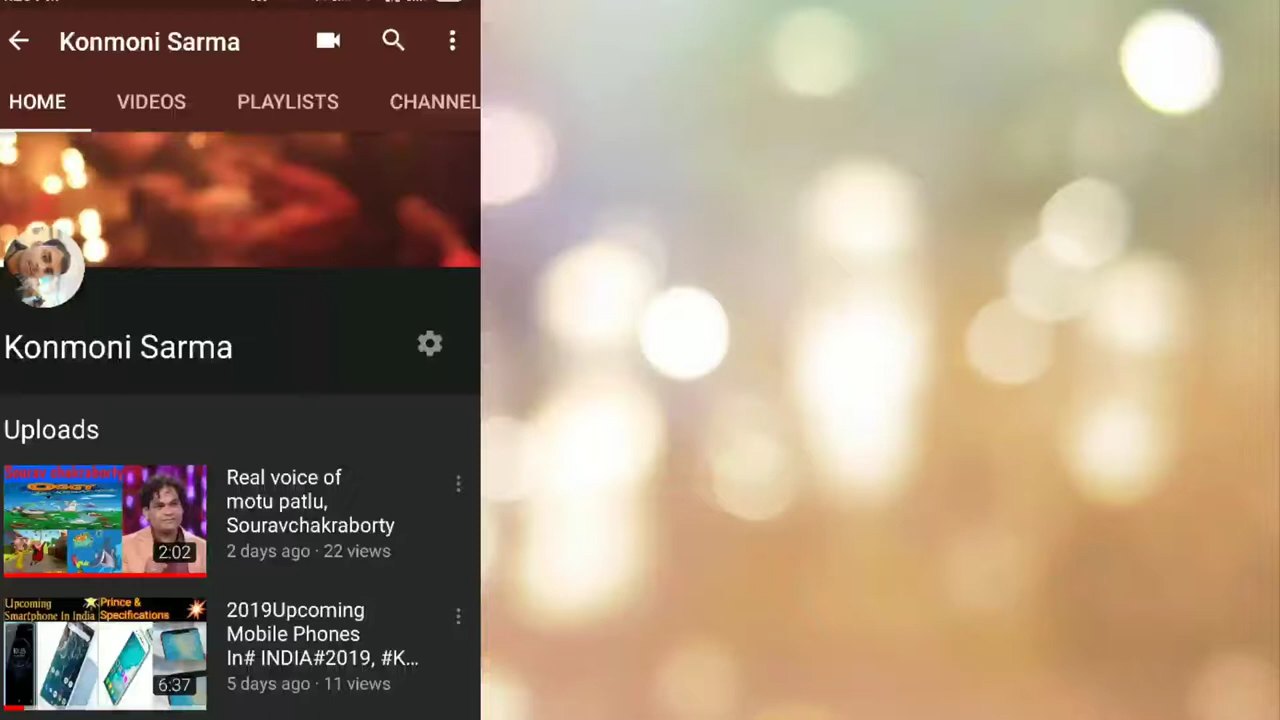 Konmoni Sarma
HOME VIDEOS PLAYLISTS CHANNEL
Konmoni Sarma
Uploads
Sourav chakraborty
2:02
Real voice of
motu patlu,
Souravchakraborty
2 days ago · 22 views
Upcoming
Smartphone in India
Prince &
Specifications
6:37
2019Upcoming
Mobile Phones
In# INDIA#2019, #K...
5 days ago · 11 views